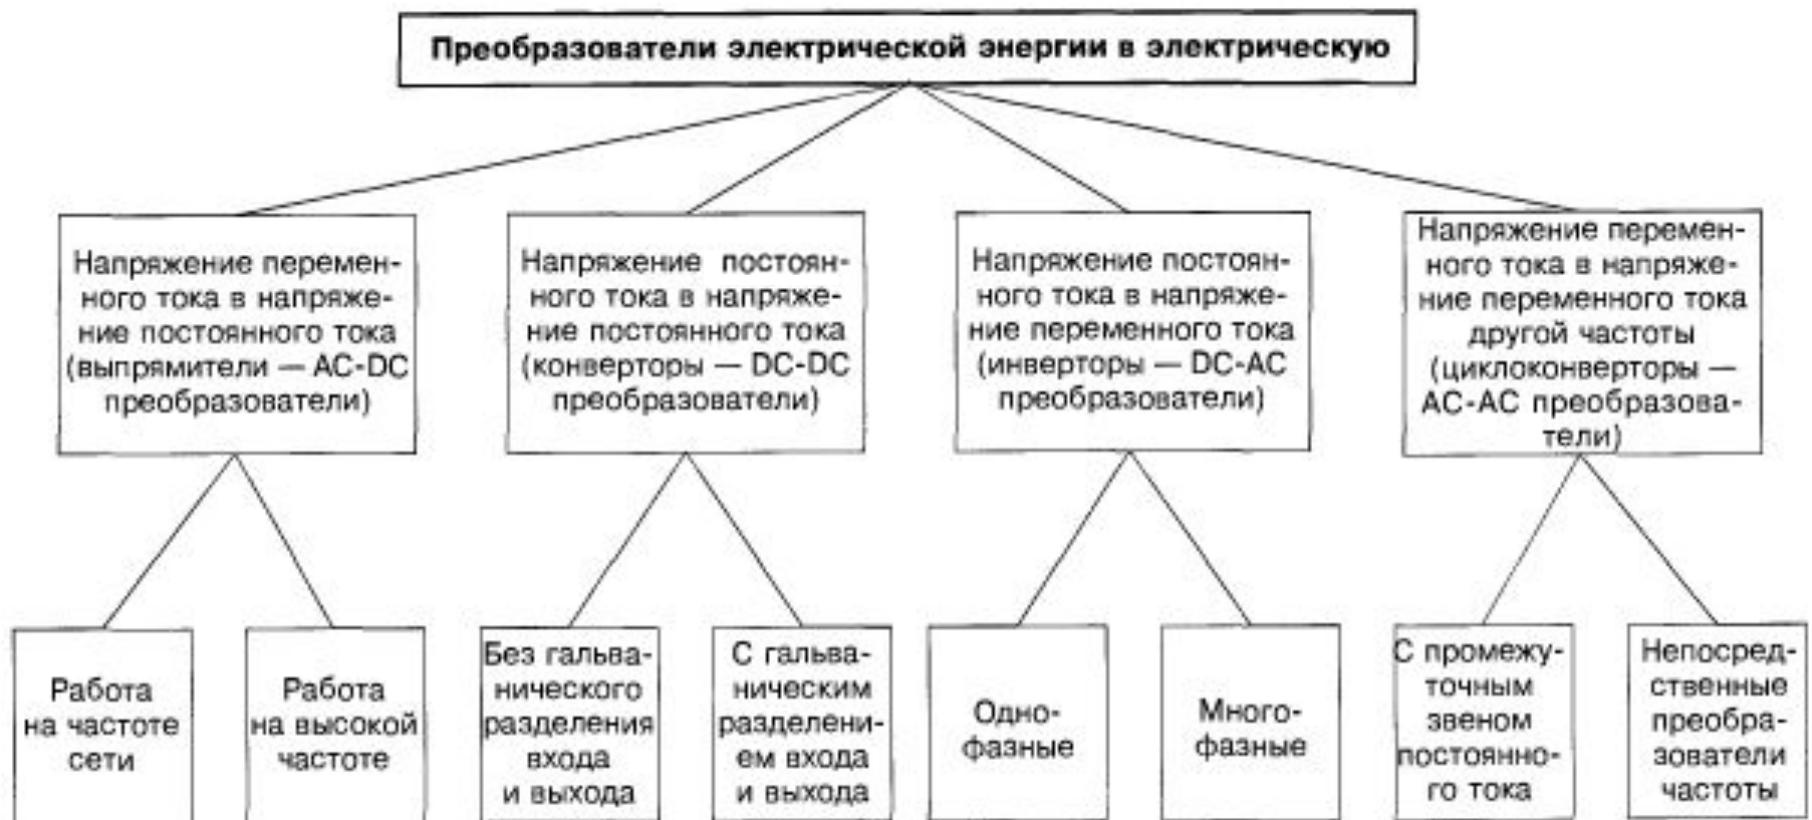 Преобразователи электрической энергии в электрическую
Напряжение перемен-
ного тока в напряже-
ние постоянного тока
(выпрямители — AC-DC
преобразователи)
Напряжение постоян-
ного тока в напряже-
ние постоянного тока
(конверторы — DC-DC
преобразователи)
Напряжение постоян-
ного тока в напряже-
ние переменного тока
(инверторы — DC-AC
преобразователи)
Напряжение перемен-
ного тока в напряже-
ние переменного тока
другой частоты
(циклоконверторы —
AC-AC преобразова-
тели)
Работа
на частоте
сети
Работа
на высокой
частоте
Без гальва-
нического
разделения
входа
и выхода
С гальва-
ническим
разделени-
ем входа
и выхода
Одно-
фазные
Много-
фазные
С промежу-
точным
звеном
постоянно-
го тока
Непосред-
ственные
преобра-
зователи
частоты